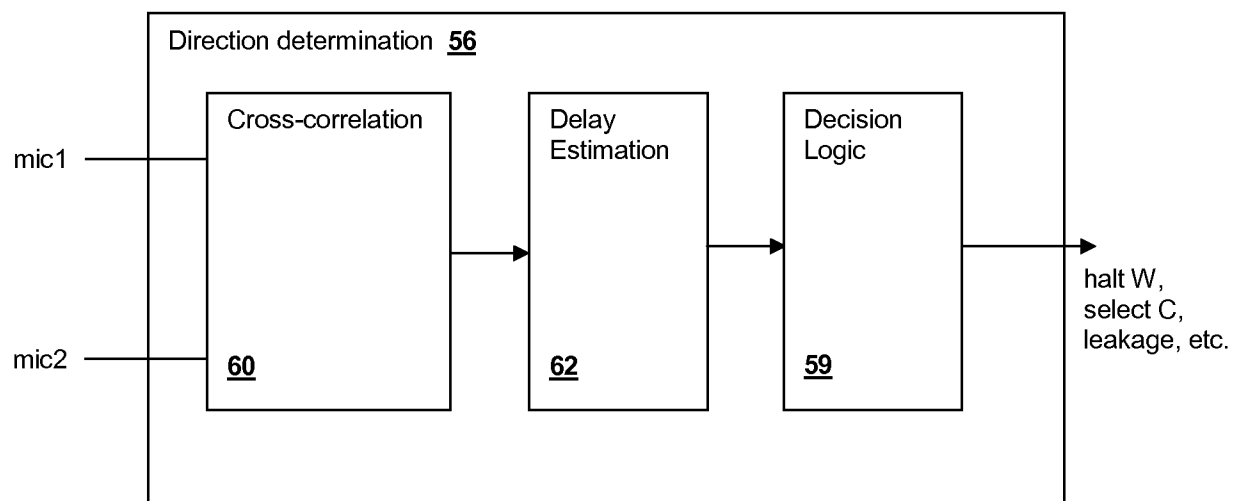 Direction determination 56
Cross-correlation
Delay
Estimation
Decision
Logic
mic1
mic2
60
62
59
halt W,
select C,
leakage, etc.